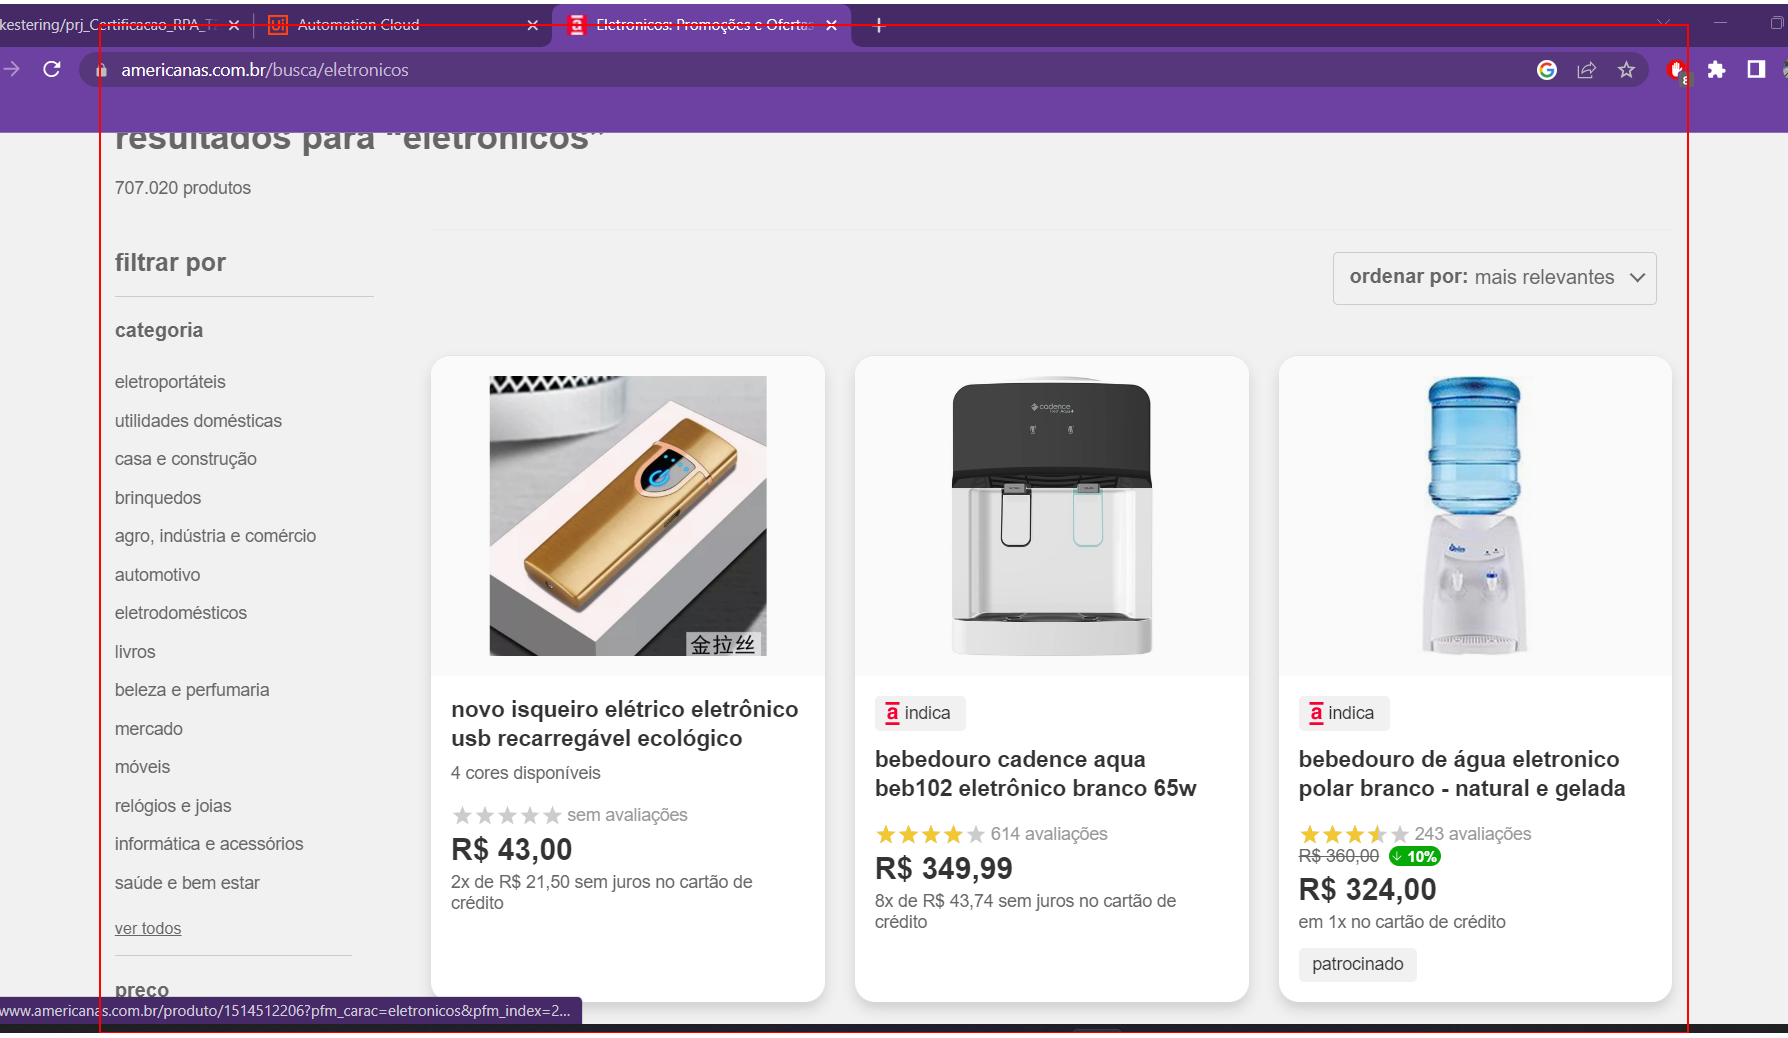 kestering/prj_Certificacao_RPA_T
Automation Cloud
Eletronicos: Promoções e Ofertas
americanas.com.br/busca/eletronicos
resultados para "eletronicos"
707.020 produtos
filtrar por
ordenar por: mais relevantes
categoria
eletroportáteis
utilidades domésticas
casa e construção
brinquedos
agro, indústria e comércio
automotivo
eletrodomésticos
livros
beleza e perfumaria
mercado
móveis
relógios e joias
informática e acessórios
saúde e bem estar
ver todos
preço
金拉丝
novo isqueiro elétrico eletrônico
usb recarregável ecológico
4 cores disponíveis
sem avaliações
R$ 43,00
2x de R$ 21,50 sem juros no cartão de
crédito
cadence
a indica
bebedouro cadence aqua
beb102 eletrônico branco 65w
614 avaliações
R$ 349,99
8x de R$ 43,74 sem juros no cartão de
crédito
a indica
bebedouro de água eletronico
polar branco - natural e gelada
243 avaliações
R$ 360,00 10%
R$ 324,00
em 1x no cartão de crédito
patrocinado
www.americanas.com.br/produto/1514512206?pfm_carac=eletronicos&pfm_index=2...